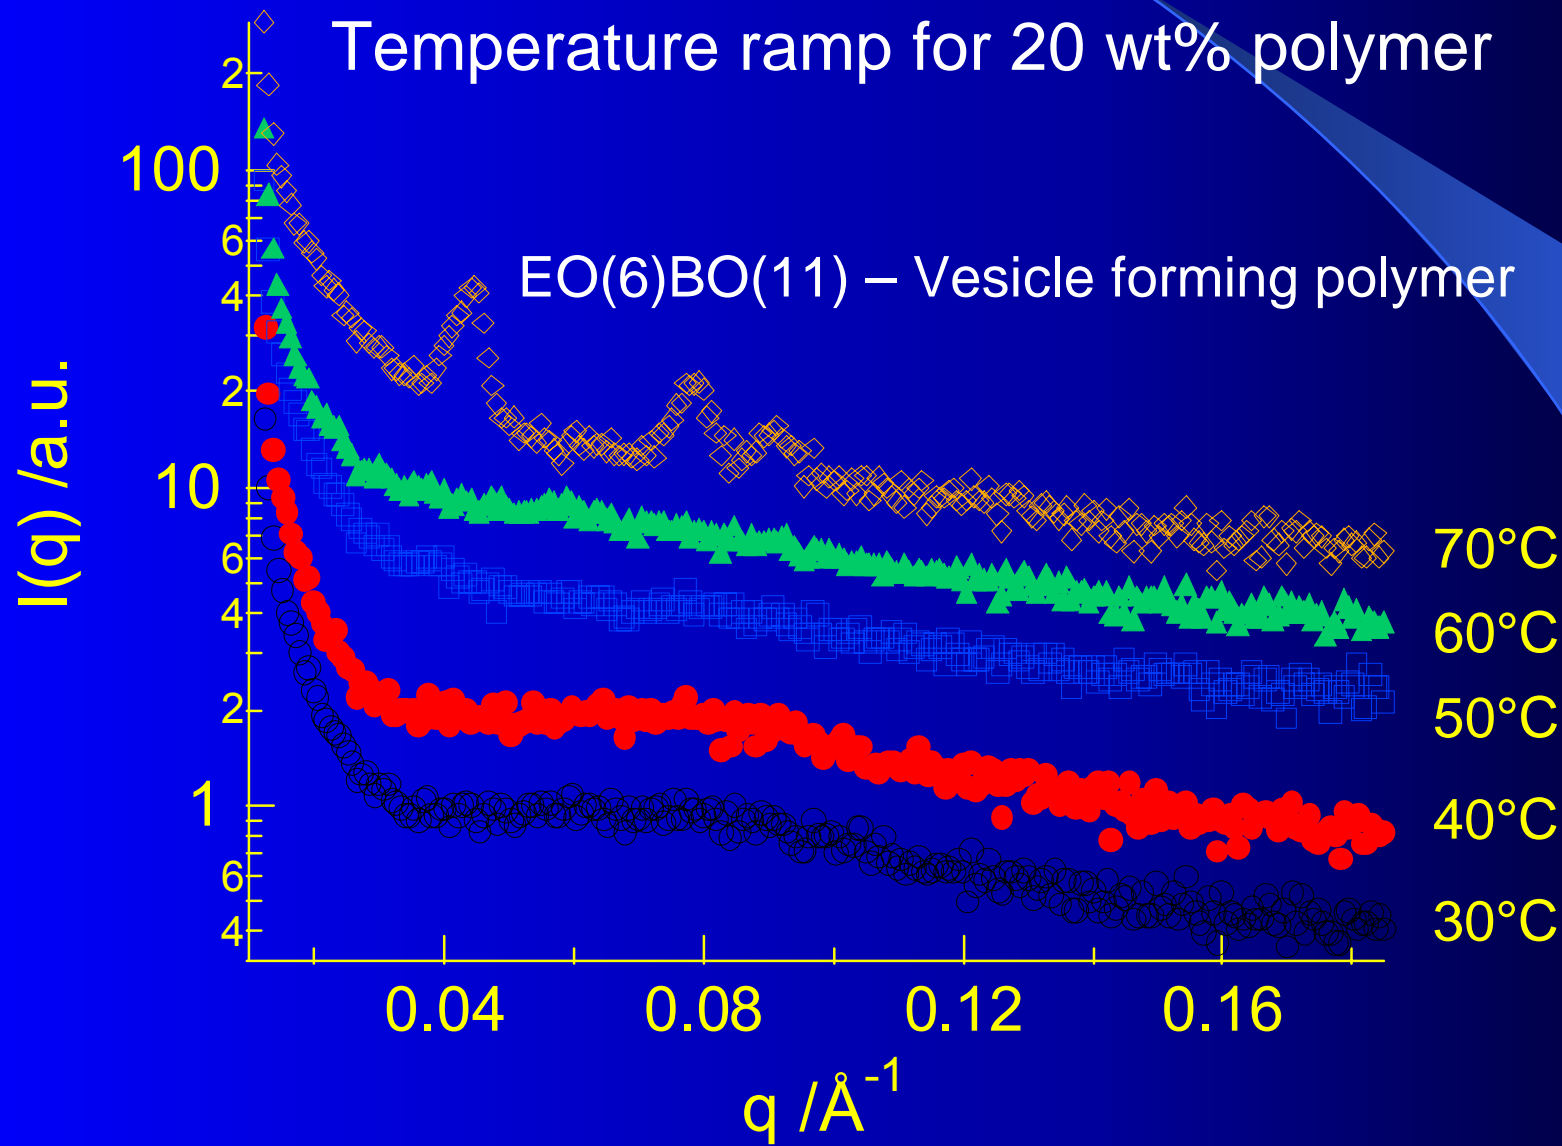 Temperature ramp for 20 wt% polymer
EO(6)BO(11) – Vesicle forming polymer
I(q) /a.u.
2
100
6
4
2
10
6
4
2
1
6
4
70°C
60°C
50°C
40°C
30°C
0.04 0.08 0.12 0.16
q /Å-1